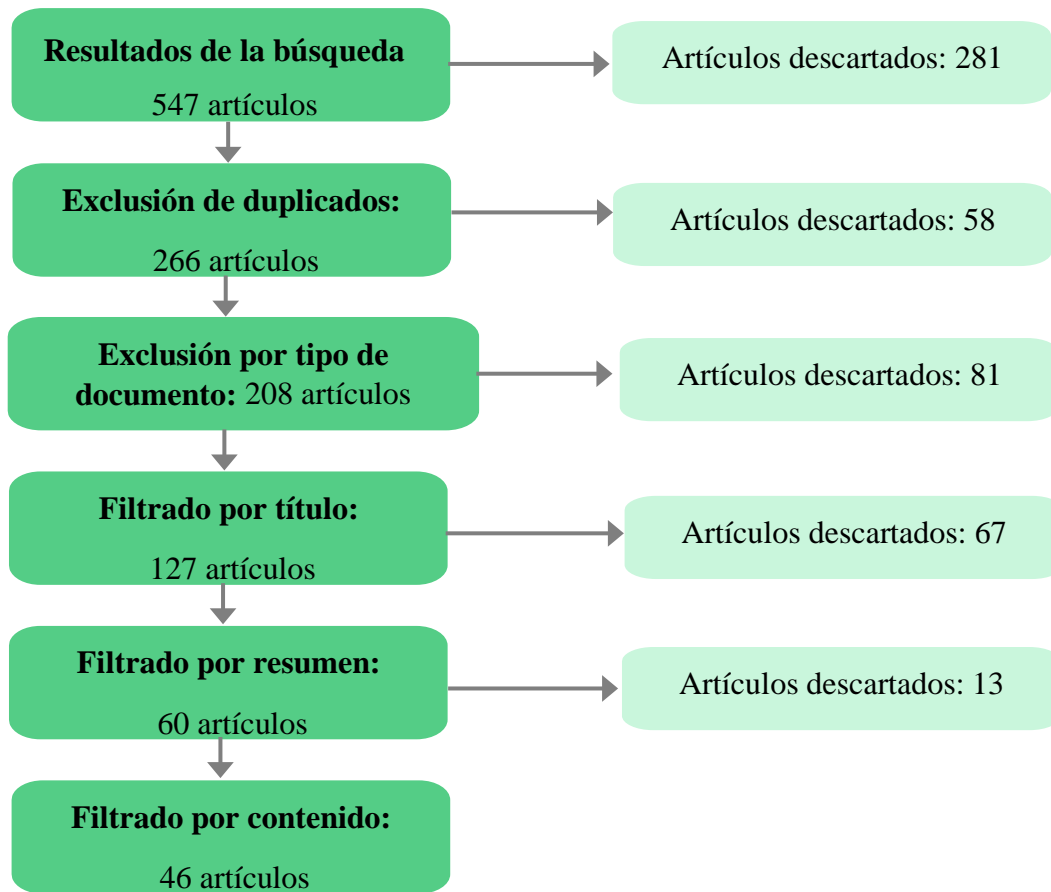 Resultados de la búsqueda
547 artículos
Artículos descartados: 281
Exclusión de duplicados:
266 artículos
Artículos descartados: 58
Exclusión por tipo de
documento: 208 artículos
Artículos descartados: 81
Filtrado por título:
127 artículos
Artículos descartados: 67
Filtrado por resumen:
60 artículos
Artículos descartados: 13
Filtrado por contenido:
46 artículos